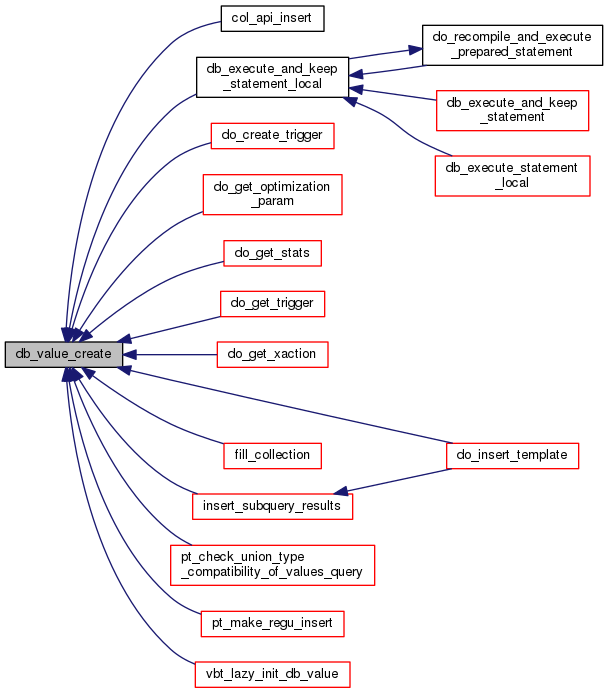 col_api_insert
do_recompile_and_execute
_prepared_statement
db_execute_and_keep
_statement_local
db_execute_and_keep
_statement
do_create_trigger
db_execute_statement
_local
do_get_optimization
_param
do_get_stats
do_get_trigger
db_value_create
do_get_xaction
fill_collection
do_insert_template
insert_subquery_results
pt_check_union_type
_compatibility_of_values_query
pt_make_regu_insert
vbt_lazy_init_db_value